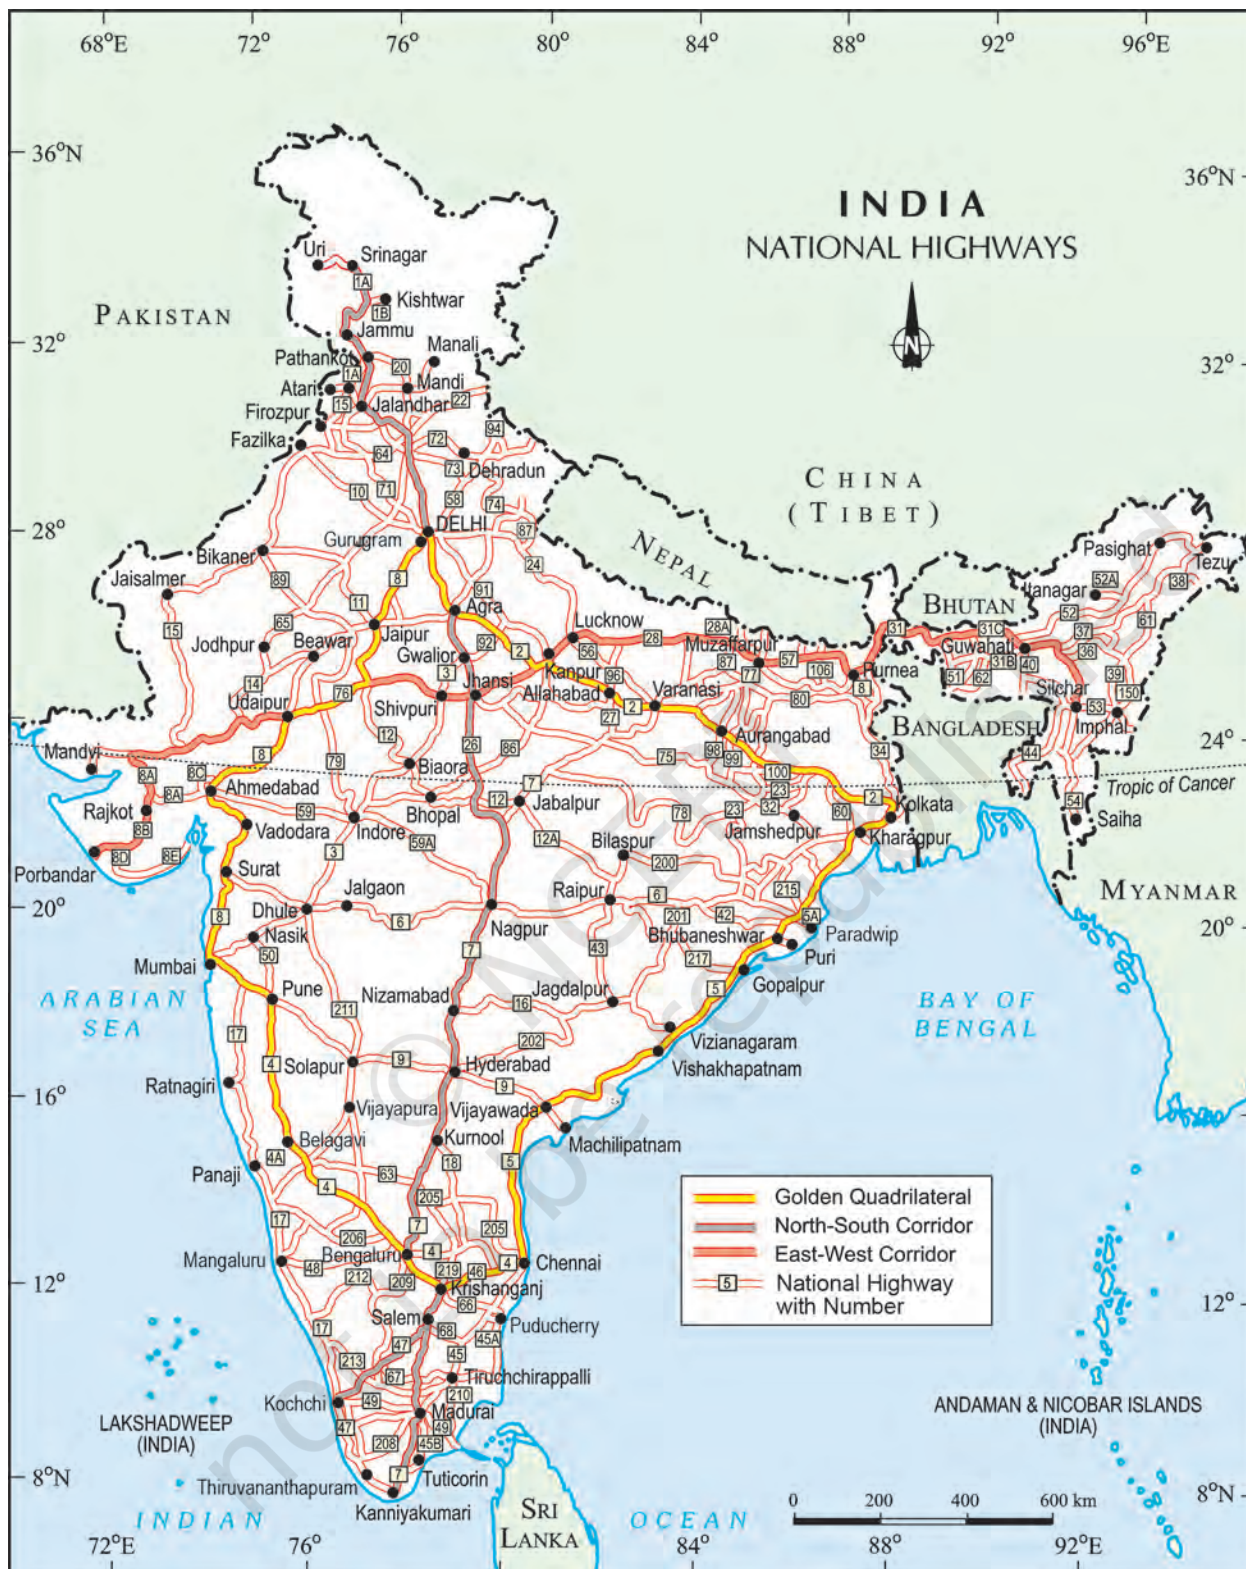 68°E 72° 76° 80° 84° 88° 92° 96°E
36°N
36°N
INDIA
NATIONAL HIGHWAYS
N
Uri
Srinagar
1A
Kishtwar
1B
PAKISTAN
Jammu
32°
32°
Pathankot
Manali
20
1A
Atari
Mandi
15
Jalandhar
22
Firozpur
94
72
Fazilka
64
73
Dehradun
CHINA
(TIBET)
10
71
58
74
28°
28°
DELHI
87
Gurugram
NEPAL
Bikaner
24
Pasighat
Tezu
Jaisalmer
89
8
91
Itanagar
52A
38
11
Agra
BHUTAN
52
15
65
Beawar
Jaipur
Lucknow
28A
31
31C
37
61
Jodhpur
92
2
56
28
Muzaffarpur
Guwahati
36
Gwalior
Kanpur
87
57
31B
40
14
3
96
77
106
Purnea
51
62
39
76
Jhansi
Allahabad
Varanasi
8
Silchar
150
Udaipur
Shivpuri
27
2
80
53
12
Aurangabad
BANGLADESH
Imphal
24°
24°
Mandvi
8
26
86
98
34
44
8C
79
75
99
8A
Biaora
100
Tropic of Cancer
8A
Ahmedabad
7
23
54
Rajkot
59
Bhopal
12
Jabalpur
23
32
2
Kolkata
8B
Vadodara
Indore
78
Jamshedpur
60
Saiha
8D
8E
3
59A
12A
Bilaspur
Kharagpur
Porbandar
Surat
200
Jalgaon
Raipur
6
215
MYANMAR
20°
20°
8
Dhule
6
Nagpur
201
42
5A
Nasik
43
Bhubaneshwar
Paradwip
50
7
217
Puri
Mumbai
Gopalpur
ARABIAN
SEA
Pune
Nizamabad
Jagdalpur
5
BAY OF
BENGAL
17
211
16
202
Vizianagaram
Solapur
9
Hyderabad
Vishakhapatnam
4
Ratnagiri
9
16°
16°
Vijayapura
Vijayawada
Belagavi
Kurnool
Machilipatnam
4A
Panaji
63
18
5
4
205
Golden Quadrilateral
17
7
North-South Corridor
206
205
East-West Corridor
5 National Highway
with Number
Mangaluru
Bengaluru
4
Chennai
48
219
46
4
12°
12°
212
209
Krishanganj
66
17
Salem
68
Puducherry
47
45A
213
45
67
Tiruchchirappalli
Kochchi
49
210
LAKSHADWEEP
(INDIA)
47
Madurai
ANDAMAN & NICOBAR ISLANDS
(INDIA)
49
208
45B
8°N
8°N
7
Tuticorin
Thiruvananthapuram
Kanniyakumari
0 200 400 600 km
INDIAN
SRI
LANKA
OCEAN
72°E 76° 84° 88° 92°E
© NCERT
not to be republished